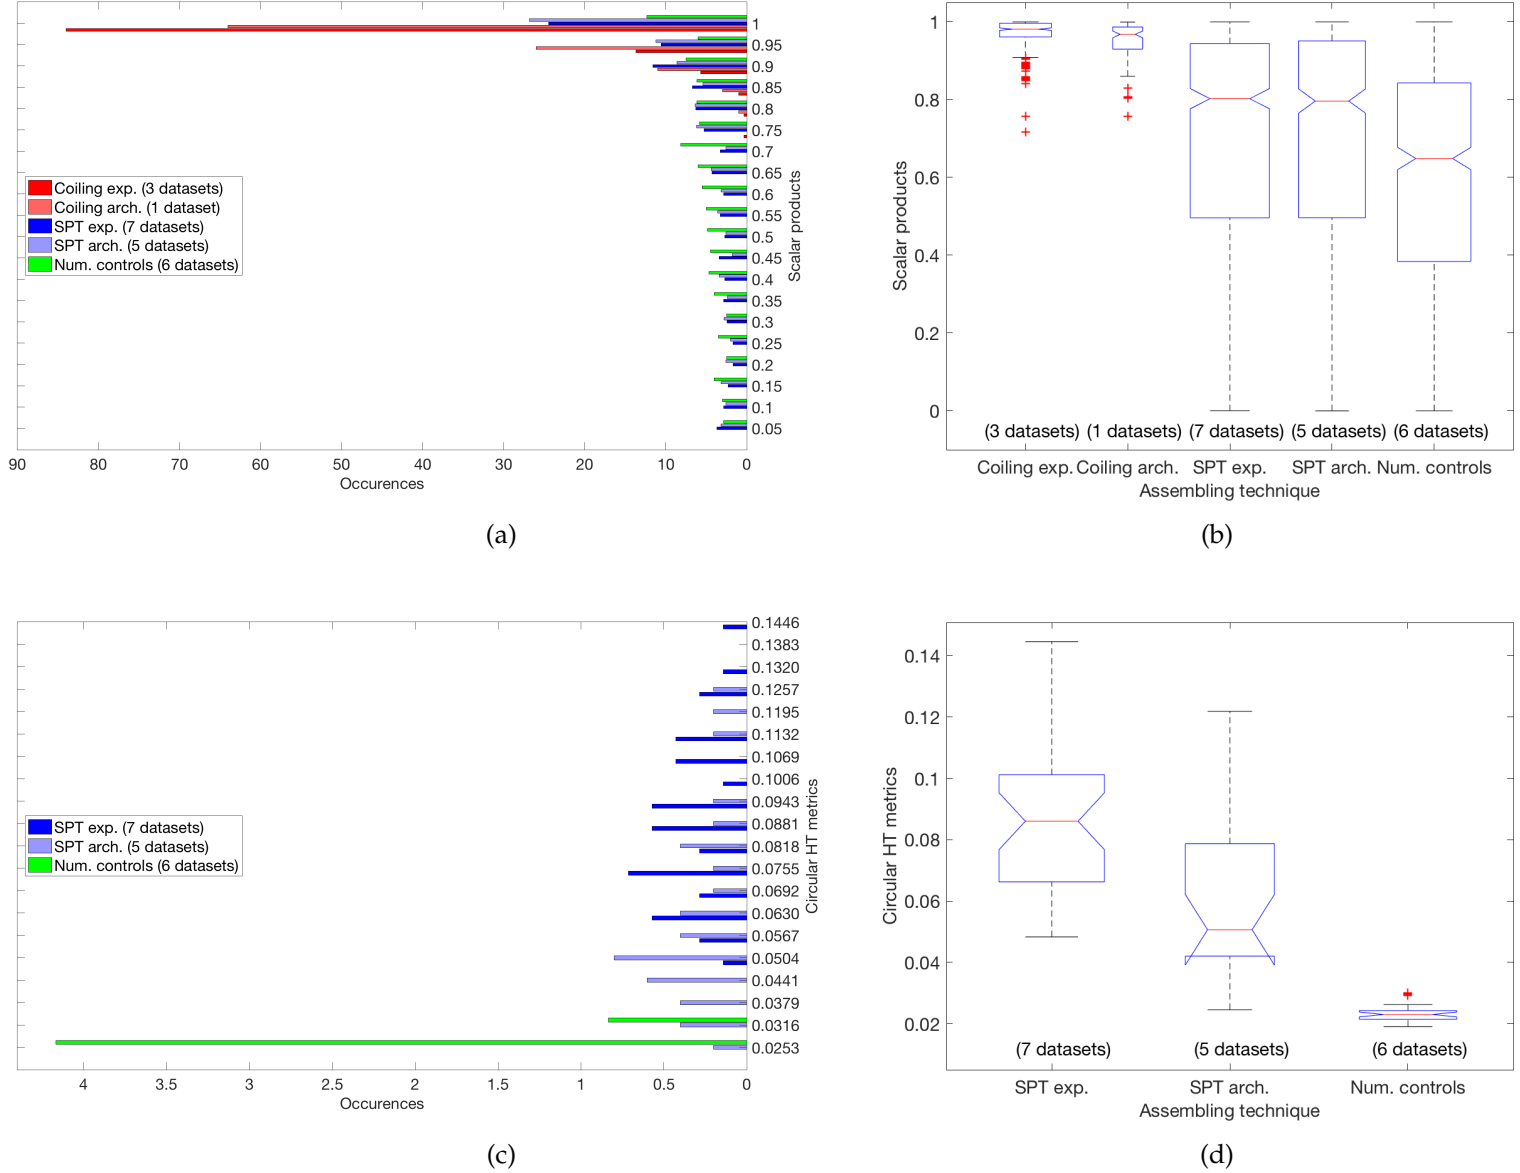 1
0.95
0.9
0.85
0.8
0.75
0.7
0.65
0.6
0.55
0.5
0.45
0.4
0.35
0.3
0.25
0.2
0.15
0.1
0.05
Scalar products
Coiling exp. (3 datasets)
Coiling arch. (1 dataset)
SPT exp. (7 datasets)
SPT arch. (5 datasets)
Num. controls (6 datasets)
90 80 70 60 50 40 30 20 10 0
Occurences
(a)
1
0.8
0.6
0.4
0.2
0
Scalar products
(3 datasets) (1 datasets) (7 datasets) (5 datasets) (6 datasets)
Coiling exp. Coiling arch. SPT exp. SPT arch. Num. controls
Assembling technique
(b)
0.1446
0.1383
0.1320
0.1257
0.1195
0.1132
0.1069
0.1006
0.0943
0.0881
0.0818
0.0755
0.0692
0.0630
0.0567
0.0504
0.0441
0.0379
0.0316
0.0253
Circular HT metrics
SPT exp. (7 datasets)
SPT arch. (5 datasets)
Num. controls (6 datasets)
4 3.5 3 2.5 2 1.5 1 0.5 0
Occurences
(c)
0.14
0.12
0.1
0.08
0.06
0.04
0.02
Circular HT metrics
(7 datasets) (5 datasets) (6 datasets)
SPT exp. SPT arch. Num. controls
Assembling technique
(d)